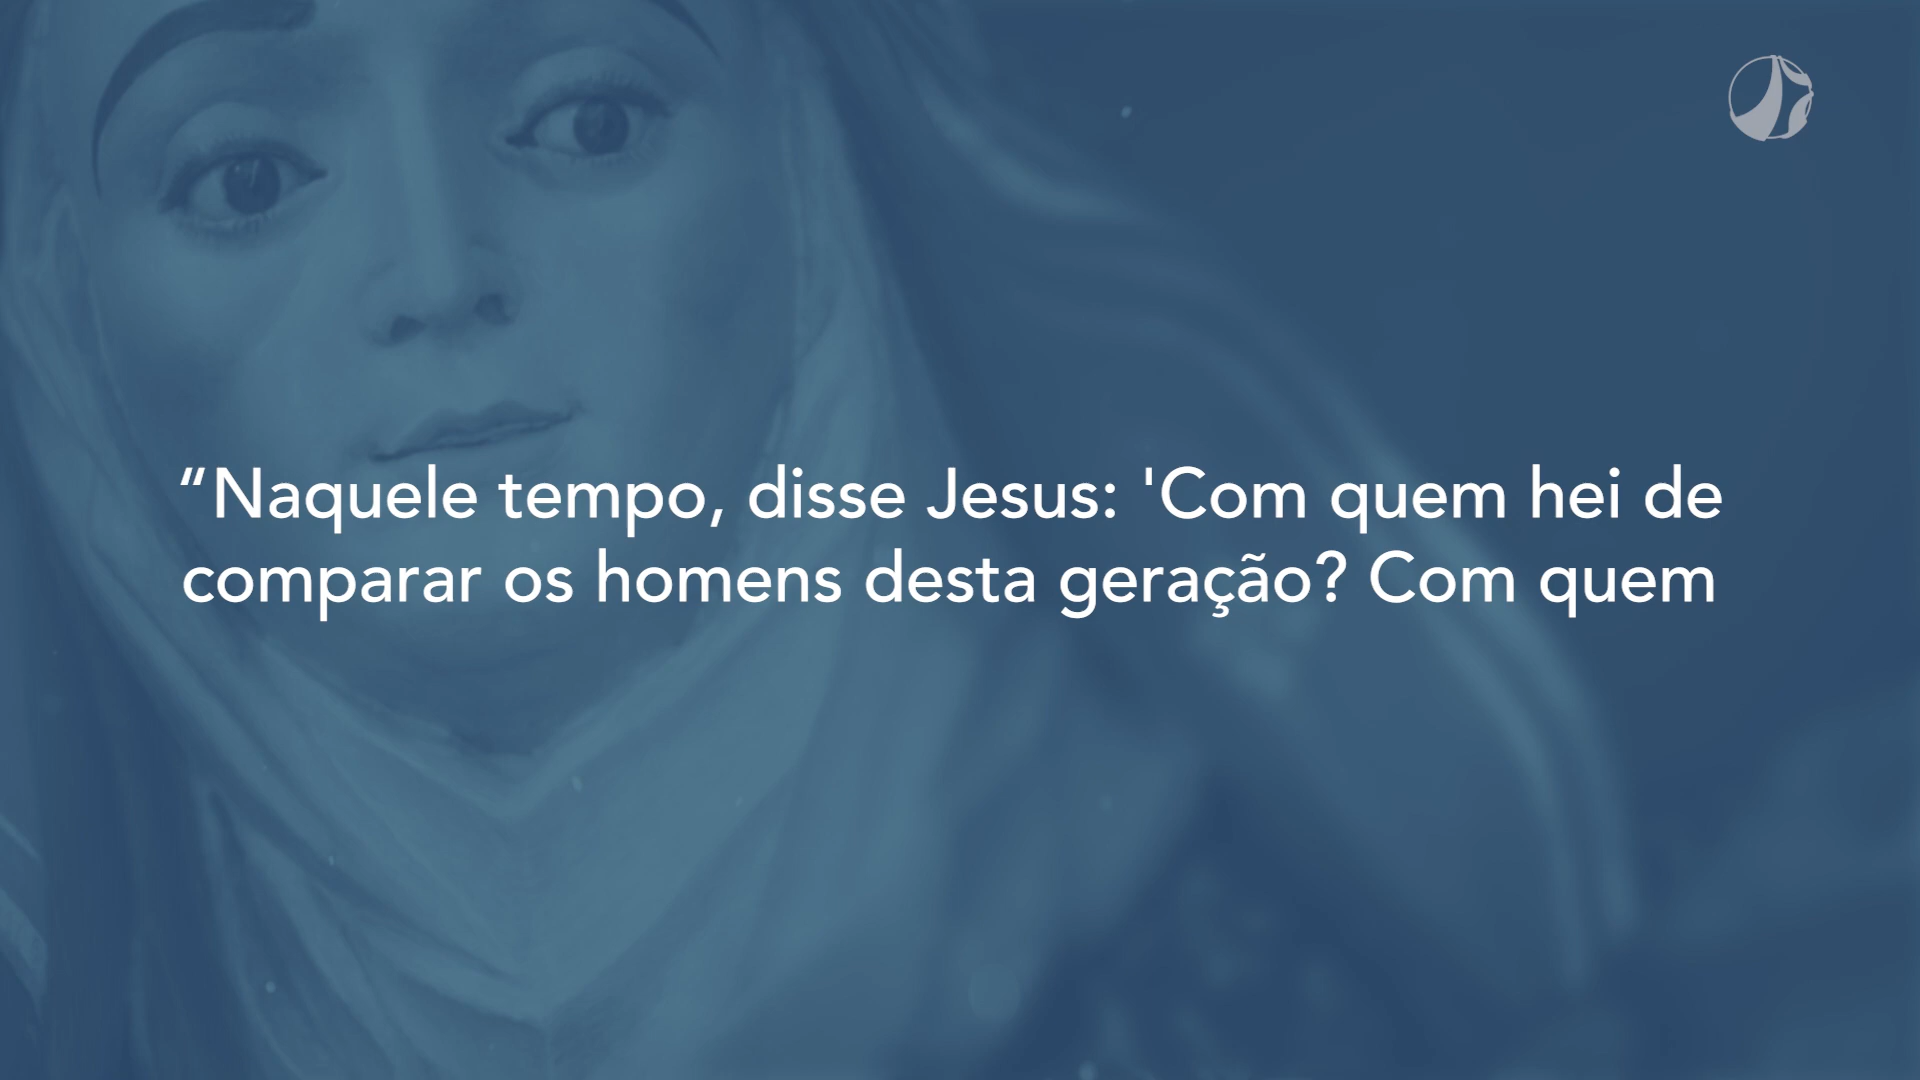 “Naquele tempo, disse Jesus: 'Com quem hei de
comparar os homens desta geração? Com quem